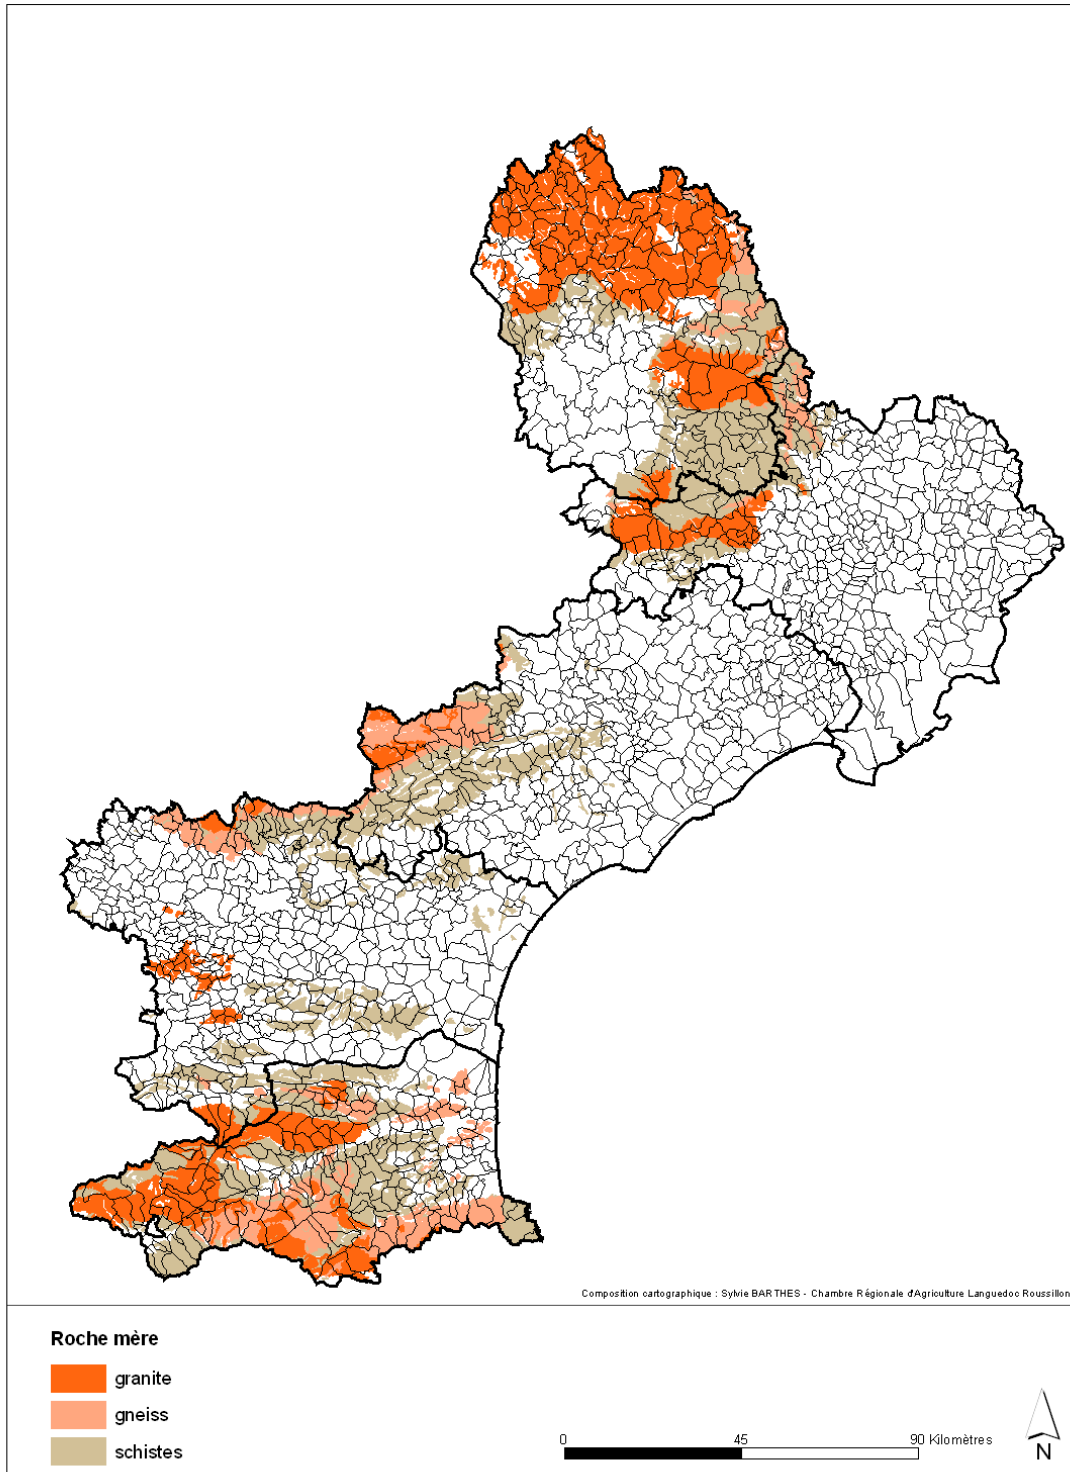 Composition cartographique : Sylvie BARTHES - Chambre Régionale d'Agriculture Languedoc Roussillon
Roche mère
granite
gneiss
schistes
0 45 90 Kilomètres
N